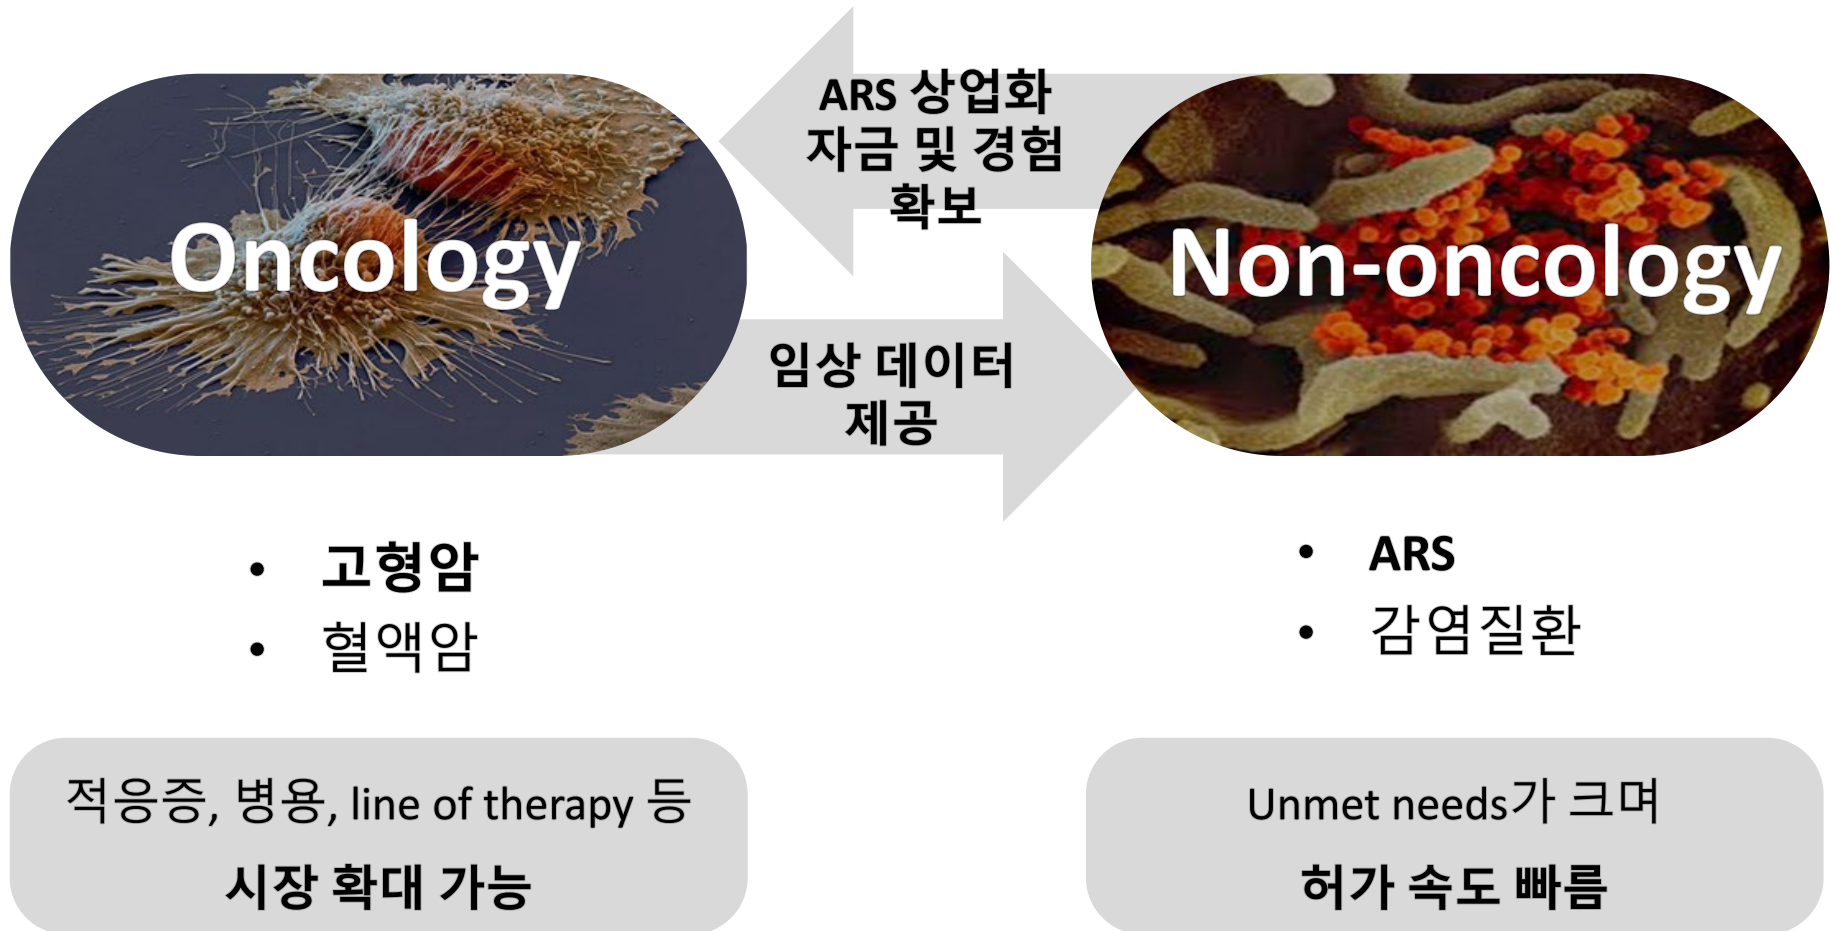 ARS 상업화
자금 및 경험
확보
Oncology
Non-oncology
임상 데이터
제공
• 고형암
• 혈액암
• ARS
• 감염질환
적응증, 병용, line of therapy 등
시장 확대 가능
Unmet needs가 크며
허가 속도 빠름